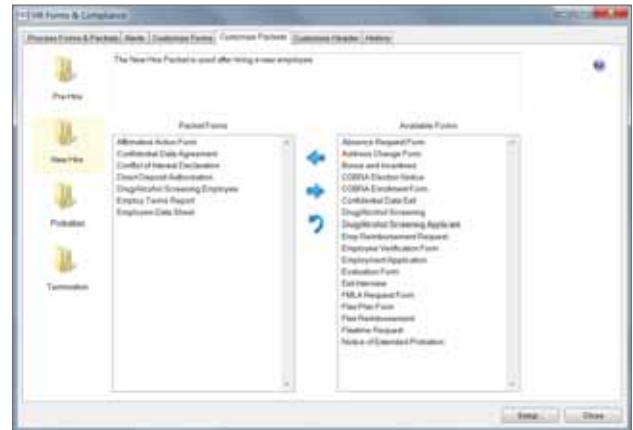 HR Forms & Compliance
Process Forms & Packets
Alerts
Customize Forms
Customize Packets
Customize Header
History
The New Hire Packet is used after hiring a new employee
Pre-Hire
New Hire
Probation
Termination
Packet Forms
Affirmative Action Form
Confidential Data Agreement
Conflict of Interest Declaration
Direct Deposit Authorization
Drug/Alcohol Screening Employee
Employ Terms Report
Employee Data Sheet
Available Forms
Absence Request Form
Address Change Form
Bonus and Incentives
COBRA Election Notice
COBRA Enrollment Form
Confidential Data Exit
Drug/Alcohol Screening
Drug/Alcohol Screening Applicant
Emp Reimbursement Request
Employee Verification Form
Employment Application
Evaluation Form
Exit Interview
FMLA Request Form
Flex Plan Form
Flex Reimbursement
Flextime Request
Notice of Extended Probation
Setup...
Close